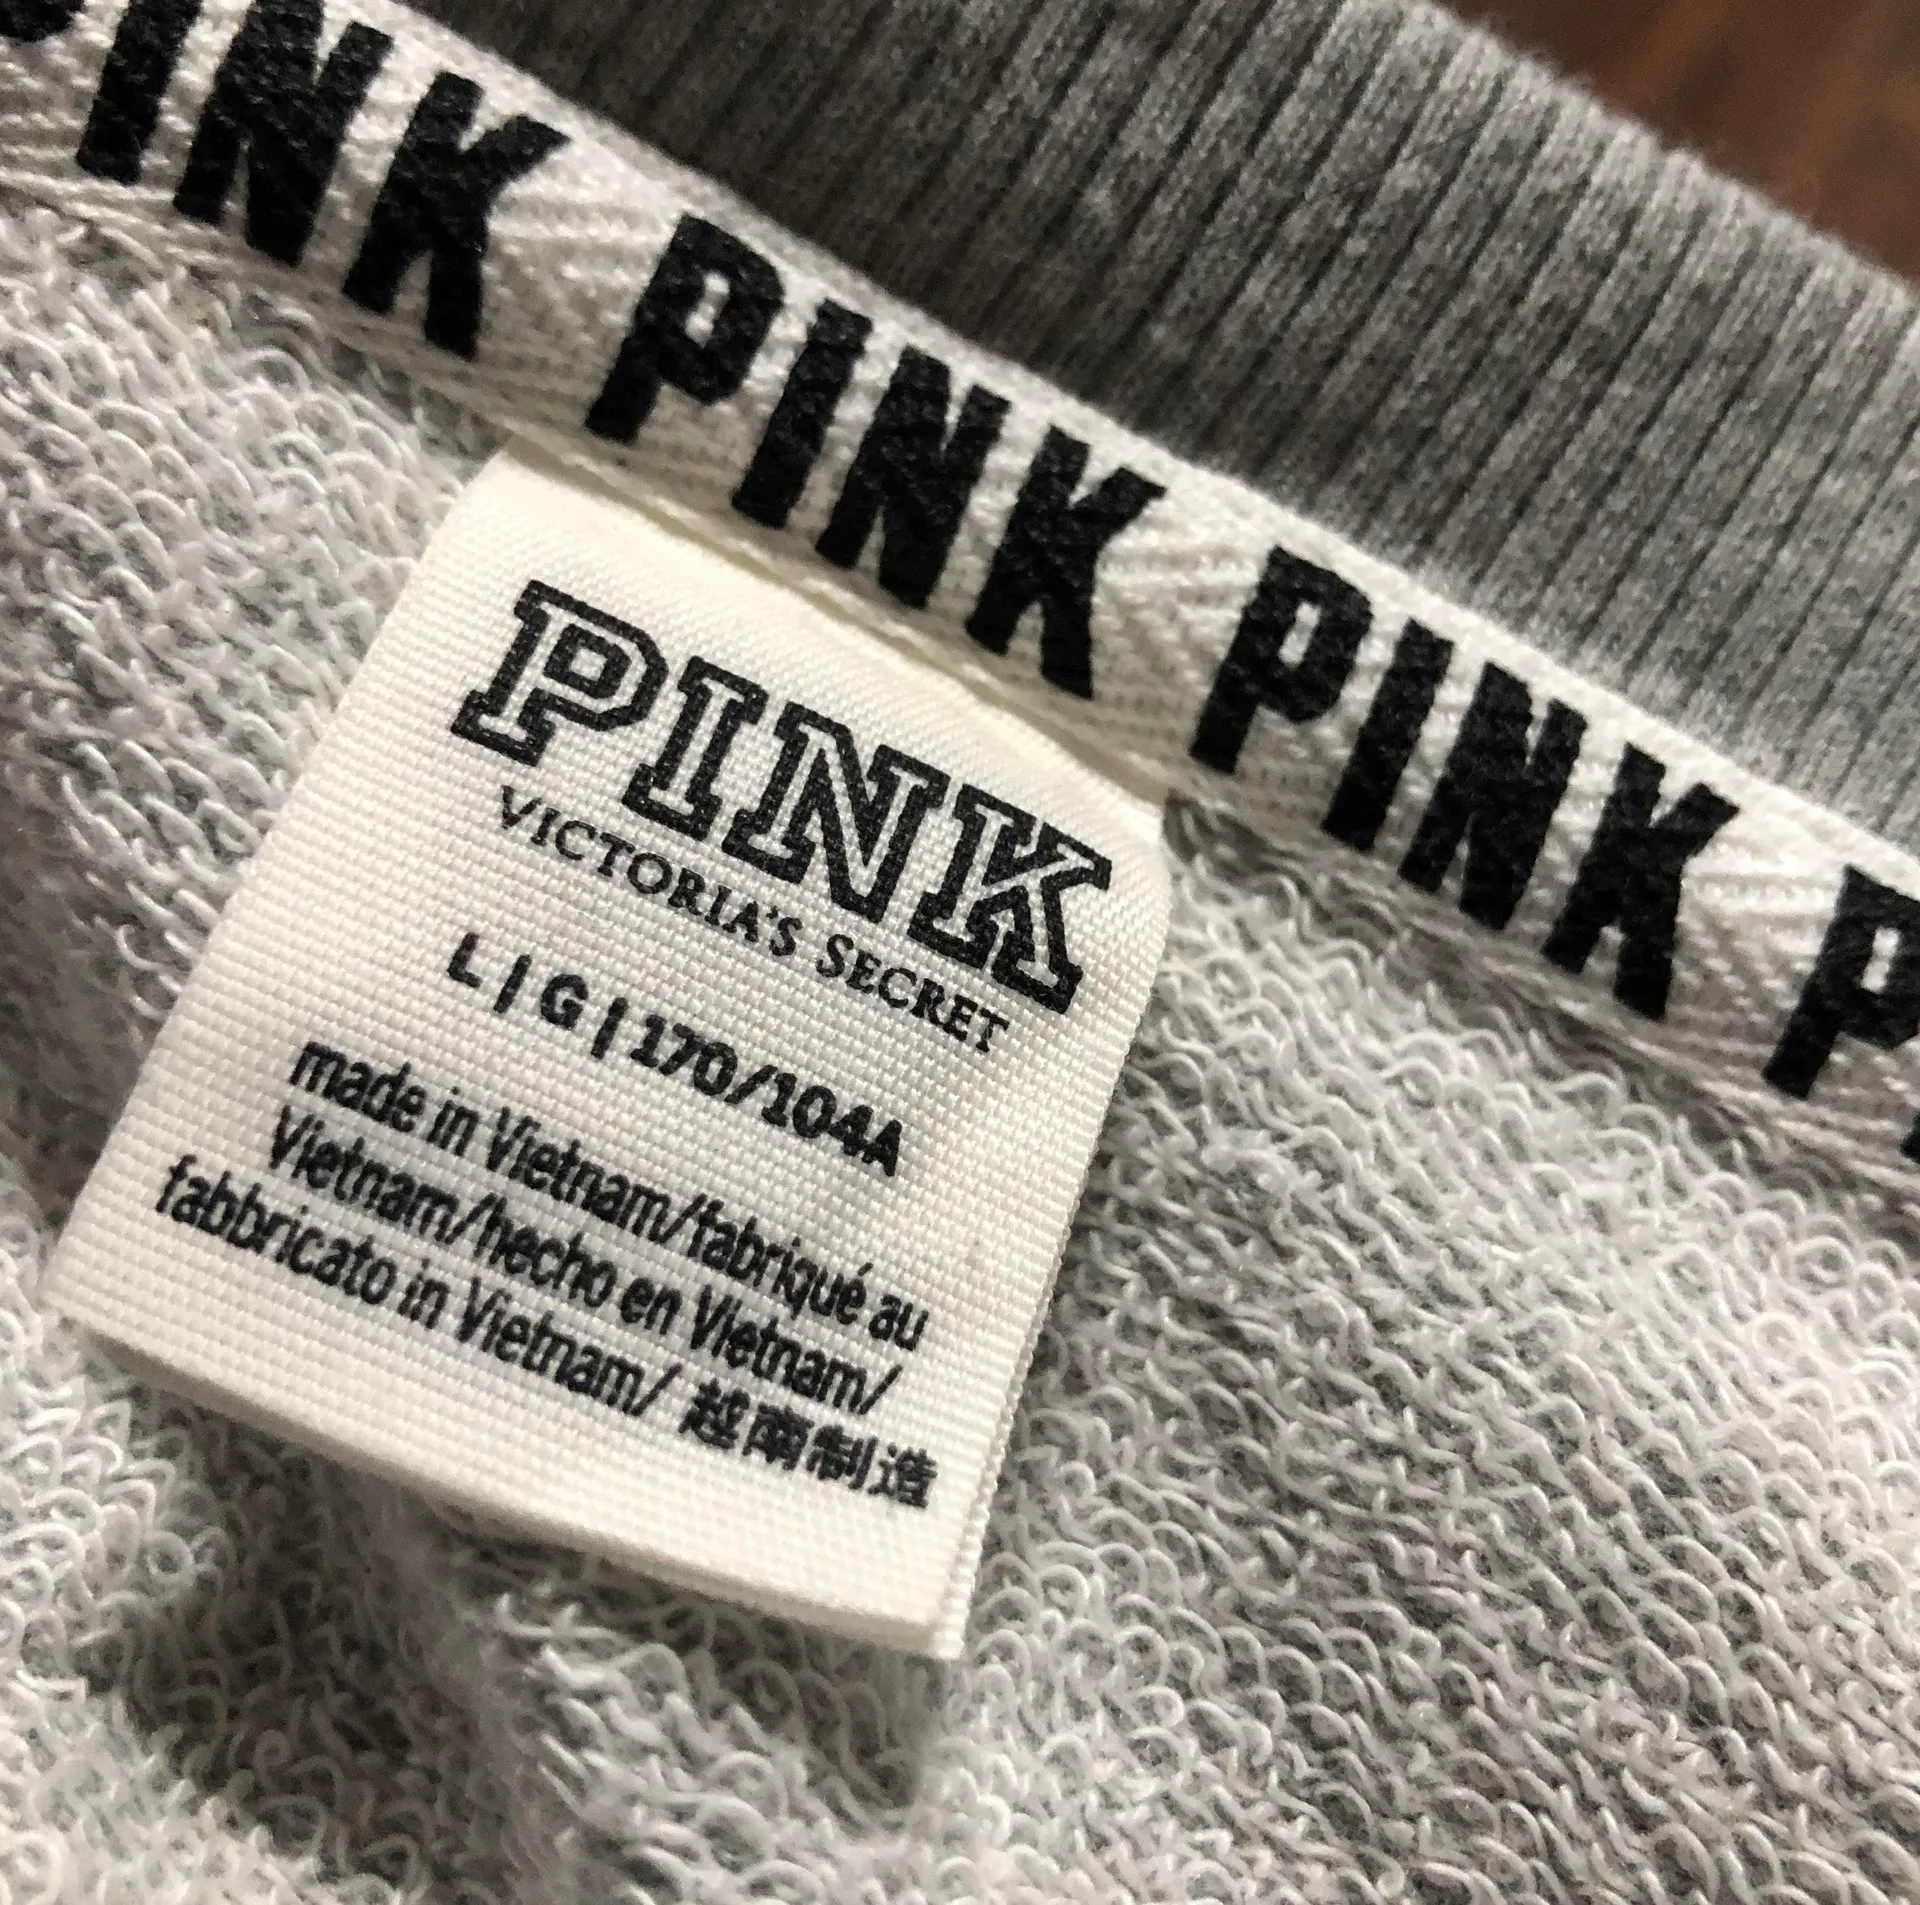 PINK PINK PINK P
PINK
VICTORIA'S SECRET
L | G | 170/104A
made in Vietnam/fabriqué au
Vietnam/hecho en Vietnam/
fabbricato in Vietnam/ 越南制造